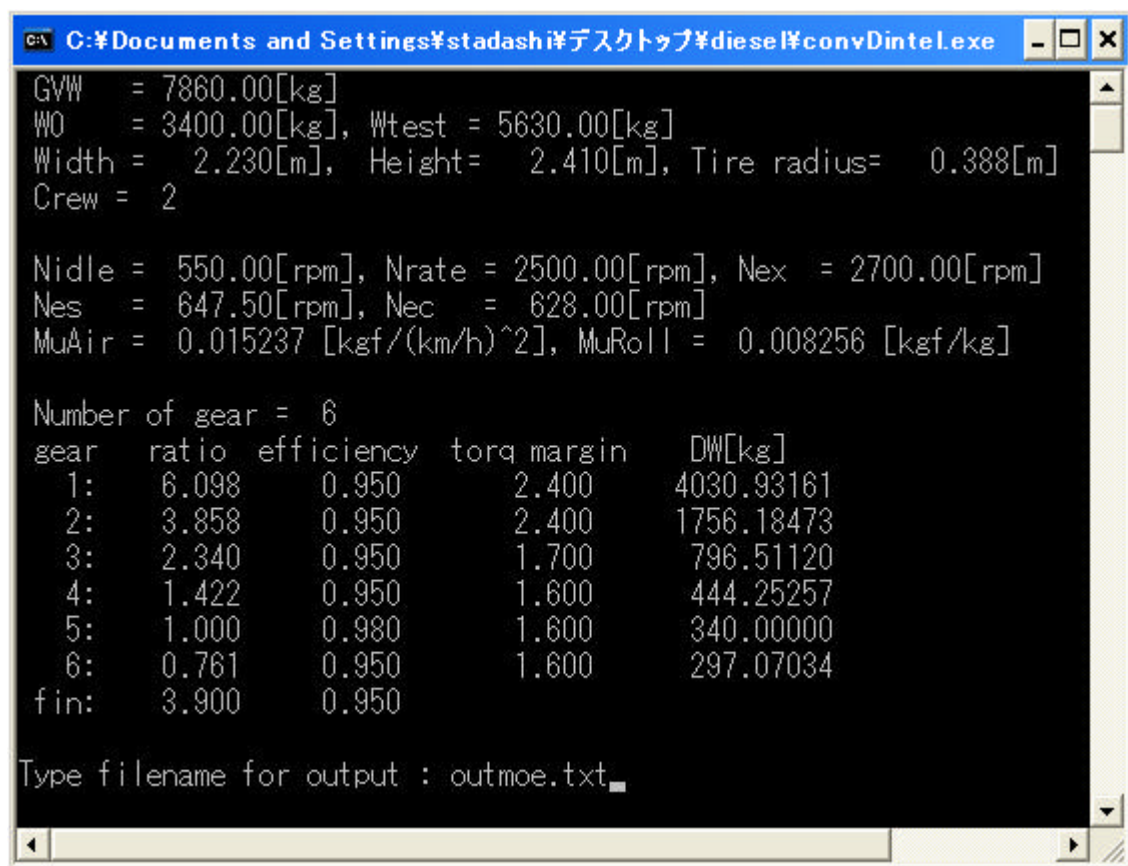 C:¥Documents and Settings¥stadashi¥デスクトップ¥diesel¥convDintel.exe
GVW = 7860.00[kg]
W0 = 3400.00[kg], Wtest = 5630.00[kg]
Width = 2.230[m], Height= 2.410[m], Tire radius= 0.388[m]
Crew = 2
Nidle = 550.00[rpm], Nrate = 2500.00[rpm], Nex = 2700.00[rpm]
Nes = 647.50[rpm], Nec = 628.00[rpm]
MuAir = 0.015237 [kgf/(km/h)^2], MuRoll = 0.008256 [kgf/kg]
Number of gear = 6
gear ratio efficiency torq margin DW[kg]
1: 6.098 0.950 2.400 4030.93161
2: 3.858 0.950 2.400 1756.18473
3: 2.340 0.950 1.700 796.51120
4: 1.422 0.950 1.600 444.25257
5: 1.000 0.980 1.600 340.00000
6: 0.761 0.950 1.600 297.07034
fin: 3.900 0.950
Type filename for output : outmoe.txt